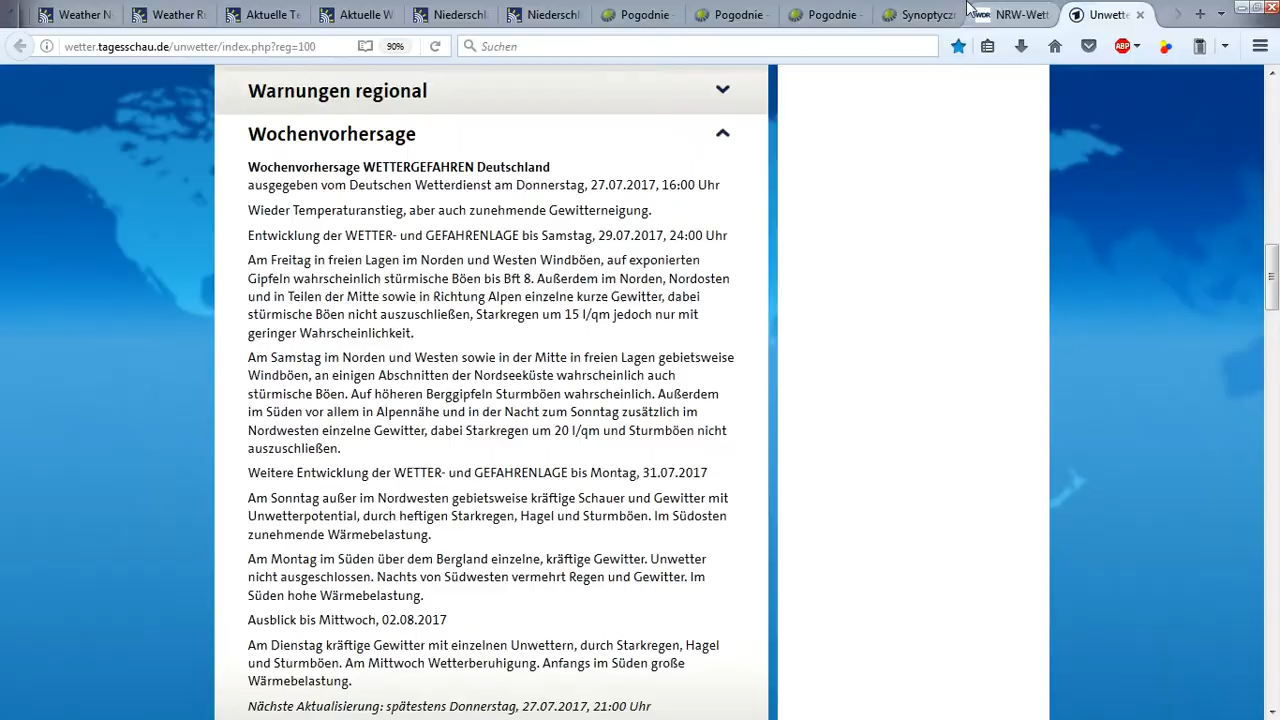 Weather N
Weather Ru
Aktuelle Te
Aktuelle W
Niederschl
Niederschl
Pogodnie -
Pogodnie -
Pogodnie -
Synoptycz
WDR NRW-Wett
Unwette
wetter.tagesschau.de/unwetter/index.php?reg=100
90%
Suchen
ABP
Warnungen regional
Wochenvorhersage
Wochenvorhersage WETTERGEFAHREN Deutschland
ausgegeben vom Deutschen Wetterdienst am Donnerstag, 27.07.2017, 16:00 Uhr
Wieder Temperaturanstieg, aber auch zunehmende Gewitterneigung.
Entwicklung der WETTER- und GEFAHRENLAGE bis Samstag, 29.07.2017, 24:00 Uhr
Am Freitag in freien Lagen im Norden und Westen Windböen, auf exponierten
Gipfeln wahrscheinlich stürmische Böen bis Bft 8. Außerdem im Norden, Nordosten
und in Teilen der Mitte sowie in Richtung Alpen einzelne kurze Gewitter, dabei
stürmische Böen nicht auszuschließen, Starkregen um 15 l/qm jedoch nur mit
geringer Wahrscheinlichkeit.
Am Samstag im Norden und Westen sowie in der Mitte in freien Lagen gebietsweise
Windböen, an einigen Abschnitten der Nordseeküste wahrscheinlich auch
stürmische Böen. Auf höheren Berggipfeln Sturmböen wahrscheinlich. Außerdem
im Süden vor allem in Alpennähe und in der Nacht zum Sonntag zusätzlich im
Nordwesten einzelne Gewitter, dabei Starkregen um 20 l/qm und Sturmböen nicht
auszuschließen.
Weitere Entwicklung der WETTER- und GEFAHRENLAGE bis Montag, 31.07.2017
Am Sonntag außer im Nordwesten gebietsweise kräftige Schauer und Gewitter mit
Unwetterpotential, durch heftigen Starkregen, Hagel und Sturmböen. Im Südosten
zunehmende Wärmebelastung.
Am Montag im Süden über dem Bergland einzelne, kräftige Gewitter. Unwetter
nicht ausgeschlossen. Nachts von Südwesten vermehrt Regen und Gewitter. Im
Süden hohe Wärmebelastung.
Ausblick bis Mittwoch, 02.08.2017
Am Dienstag kräftige Gewitter mit einzelnen Unwettern, durch Starkregen, Hagel
und Sturmböen. Am Mittwoch Wetterberuhigung. Anfangs im Süden große
Wärmebelastung.
Nächste Aktualisierung: spätestens Donnerstag, 27.07.2017, 21:00 Uhr